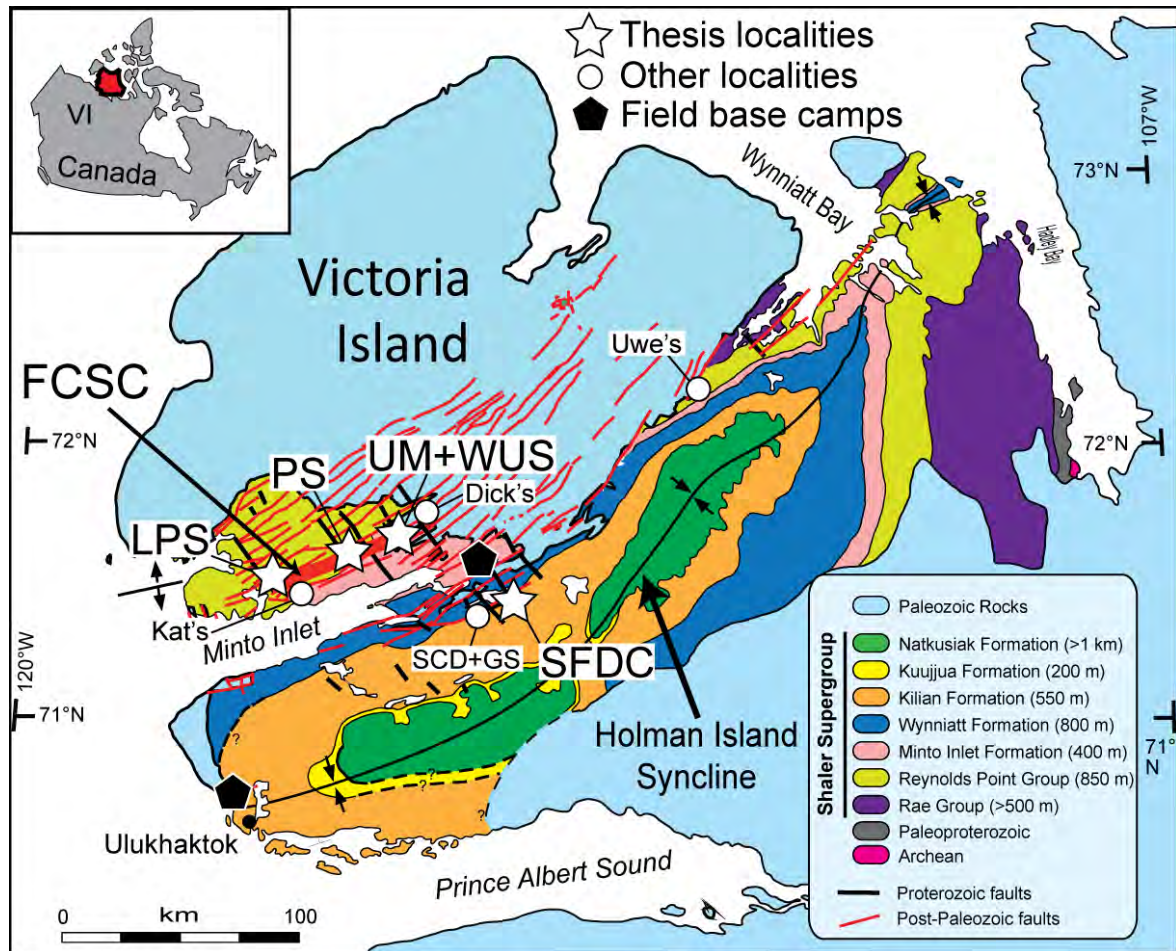 VI
Canada
Thesis localities
Other localities
Field base camps
Wynniatt Bay
107°W
73°N
Hadley Bay
Victoria
Island
Uwe's
FCSC
72°N
72°N
PS
UM+WUS
Dick's
LPS
Kat's
Minto Inlet
SCD+GS
SFDC
120°W
71°N
71°
N
Holman Island
Syncline
?
?
?
?
?
Ulukhaktok
Prince Albert Sound
0
km
100
Shaler Supergroup
Paleozoic Rocks
Natkusiak Formation (>1 km)
Kuujjua Formation (200 m)
Kilian Formation (550 m)
Wynniatt Formation (800 m)
Minto Inlet Formation (400 m)
Reynolds Point Group (850 m)
Rae Group (>500 m)
Paleoproterozoic
Archean
Proterozoic faults
Post-Paleozoic faults